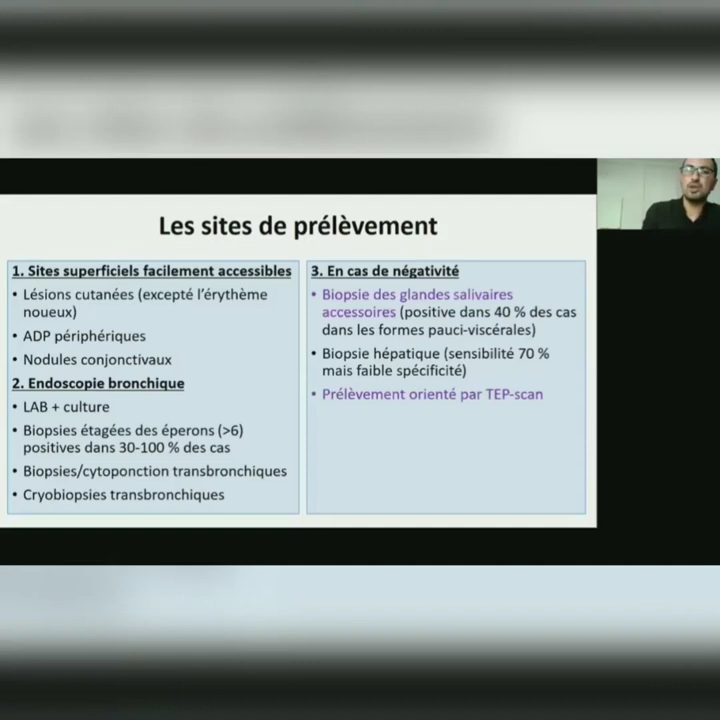 Les sites de prélèvement
1. Sites superficiels facilement accessibles
• Lésions cutanées (excepté l'érythème
noueux)
• ADP périphériques
• Nodules conjonctivaux
2. Endoscopie bronchique
• LAB + culture
• Biopsies étagées des éperons (>6)
positives dans 30-100 % des cas
• Biopsies/cytoponction transbronchiques
• Cryobiopsies transbronchiques
3. En cas de négativité
• Biopsie des glandes salivaires
accessoires (positive dans 40 % des cas
dans les formes pauci-viscérales)
• Biopsie hépatique (sensibilité 70 %
mais faible spécificité)
• Prélèvement orienté par TEP-scan